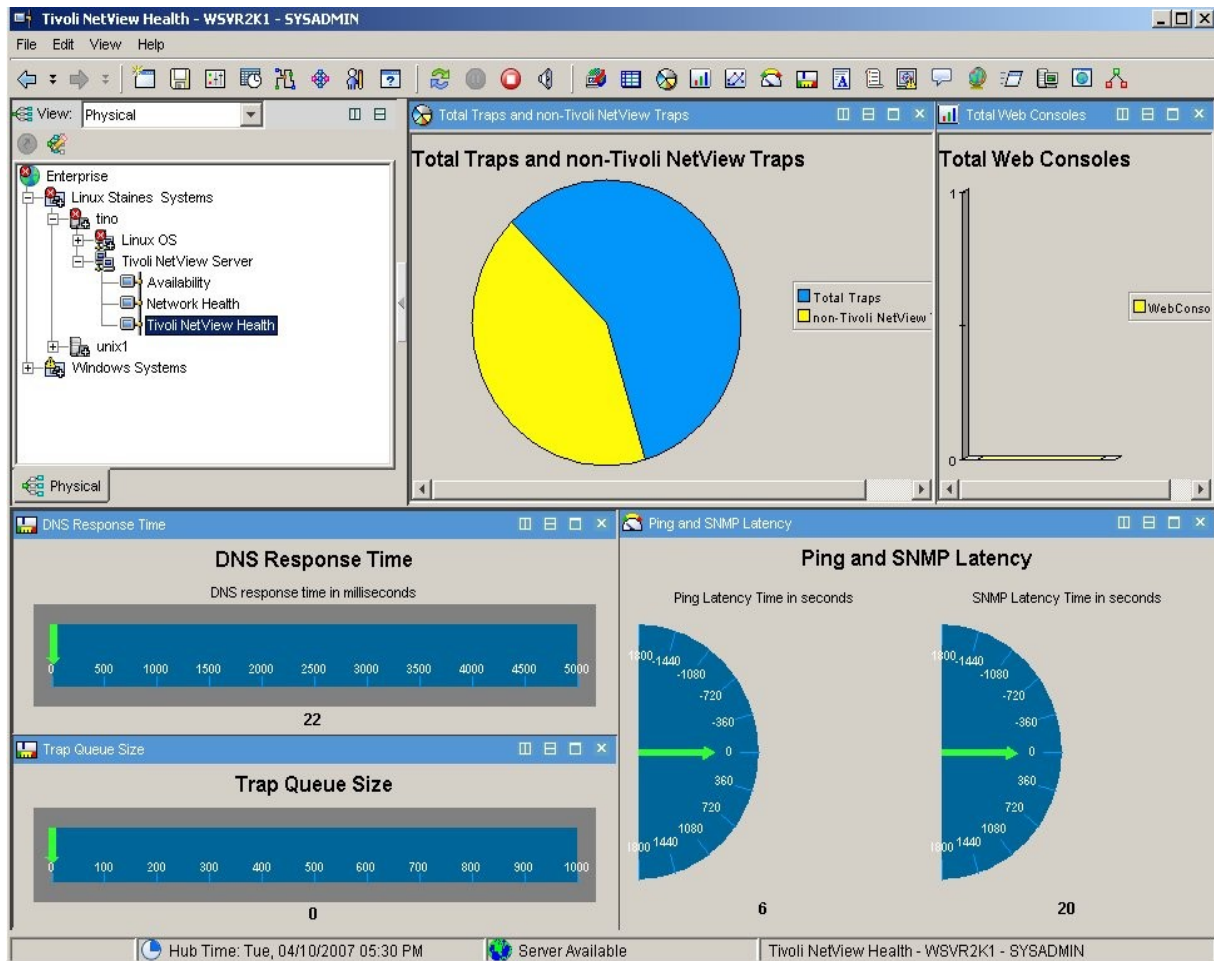 Tivoli NetView Health - WSVR2K1 - SYSADMIN
File Edit View Help
View: Physical
Enterprise
Linux Staines Systems
tino
Linux OS
Tivoli NetView Server
Availability
Network Health
Tivoli NetView Health
unix1
Windows Systems
Physical
Total Traps and non-Tivoli NetView Traps
Total Traps and non-Tivoli NetView Traps
Total Traps
non-Tivoli NetView
Total Web Consoles
Total Web Consoles
1
0
WebConso
DNS Response Time
DNS Response Time
DNS response time in milliseconds
0 500 1000 1500 2000 2500 3000 3500 4000 4500 5000
22
Trap Queue Size
Trap Queue Size
0 100 200 300 400 500 600 700 800 900 1000
0
Ping and SNMP Latency
Ping and SNMP Latency
Ping Latency Time in seconds
1800
-1440
-1080
-720
-360
0
360
720
1080
1440
1800
6
SNMP Latency Time in seconds
1800
-1440
-1080
-720
-360
0
360
720
1080
1440
1800
20
Hub Time: Tue, 04/10/2007 05:30 PM
Server Available
Tivoli NetView Health - WSVR2K1 - SYSADMIN